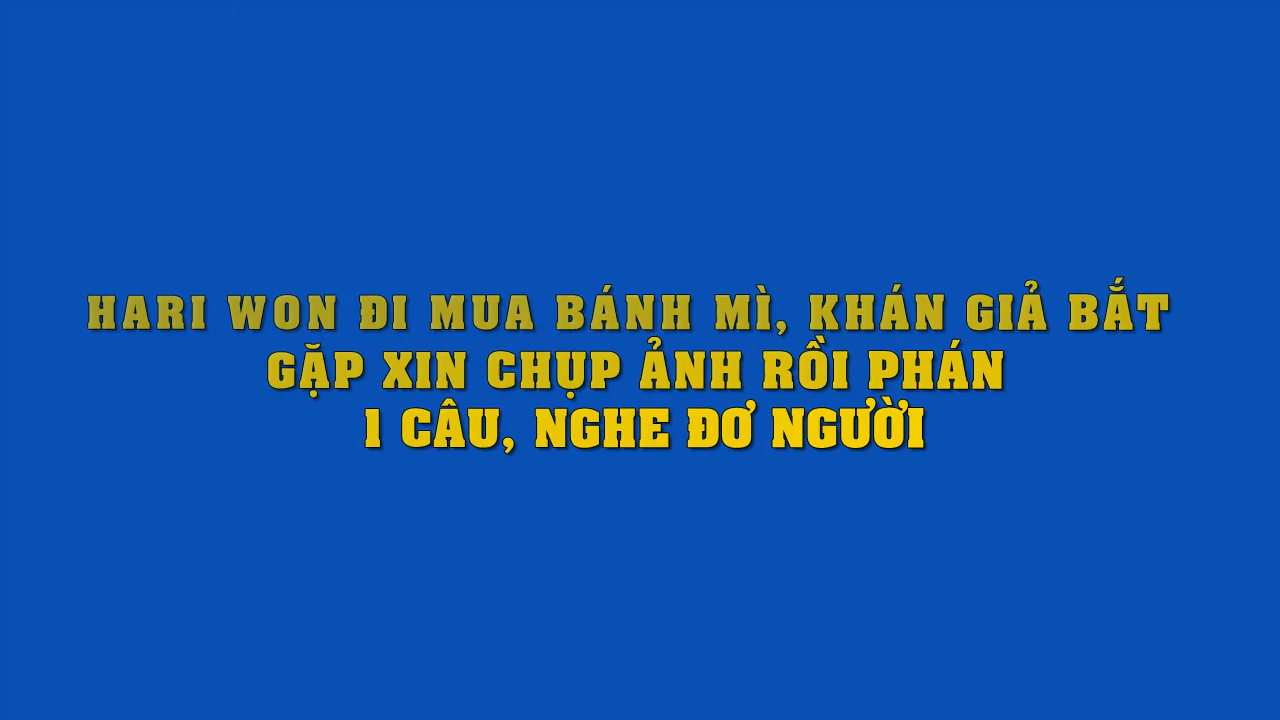 HARI WON ĐI MUA BÁNH MÌ, KHÁN GIẢ BẮT
GẶP XIN CHỤP ẢNH RỒI PHÁN
1 CÂU, NGHE ĐƠ NGƯỜI